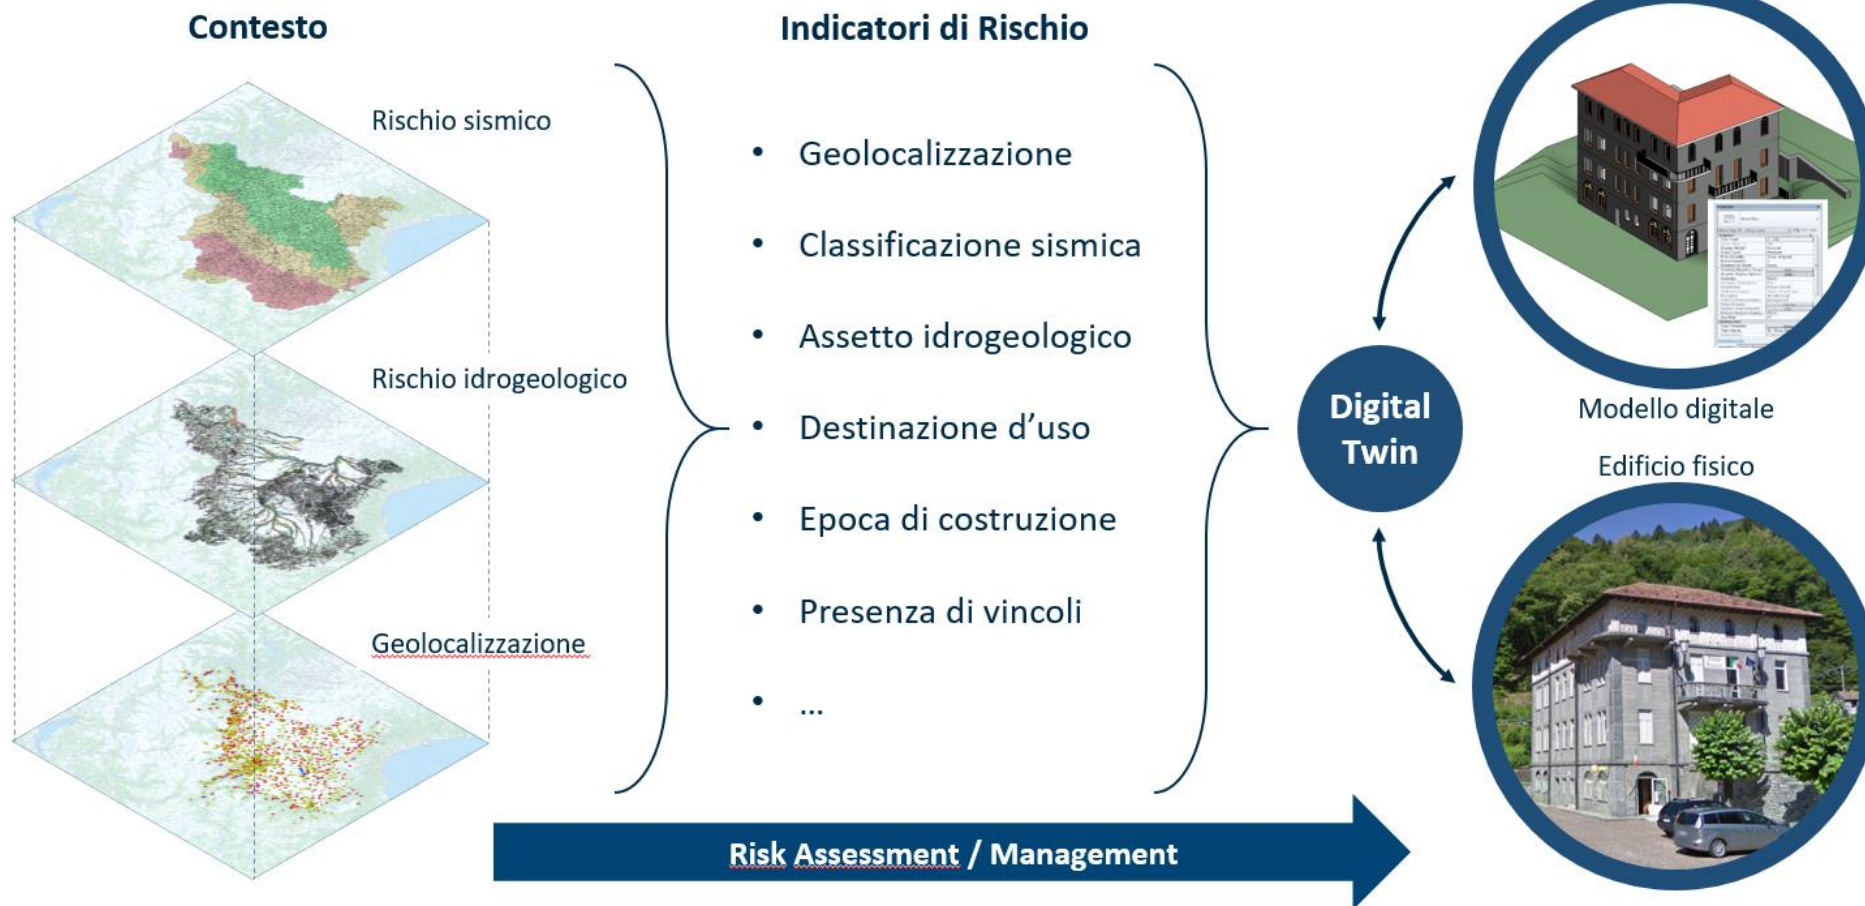 Contesto
Rischio sismico
Rischio idrogeologico
Geolocalizzazione
Indicatori di Rischio
• Geolocalizzazione
• Classificazione sismica
• Assetto idrogeologico
• Destinazione d’uso
• Epoca di costruzione
• Presenza di vincoli
• ...
Digital
Twin
Modello digitale
Edificio fisico
Risk Assessment / Management